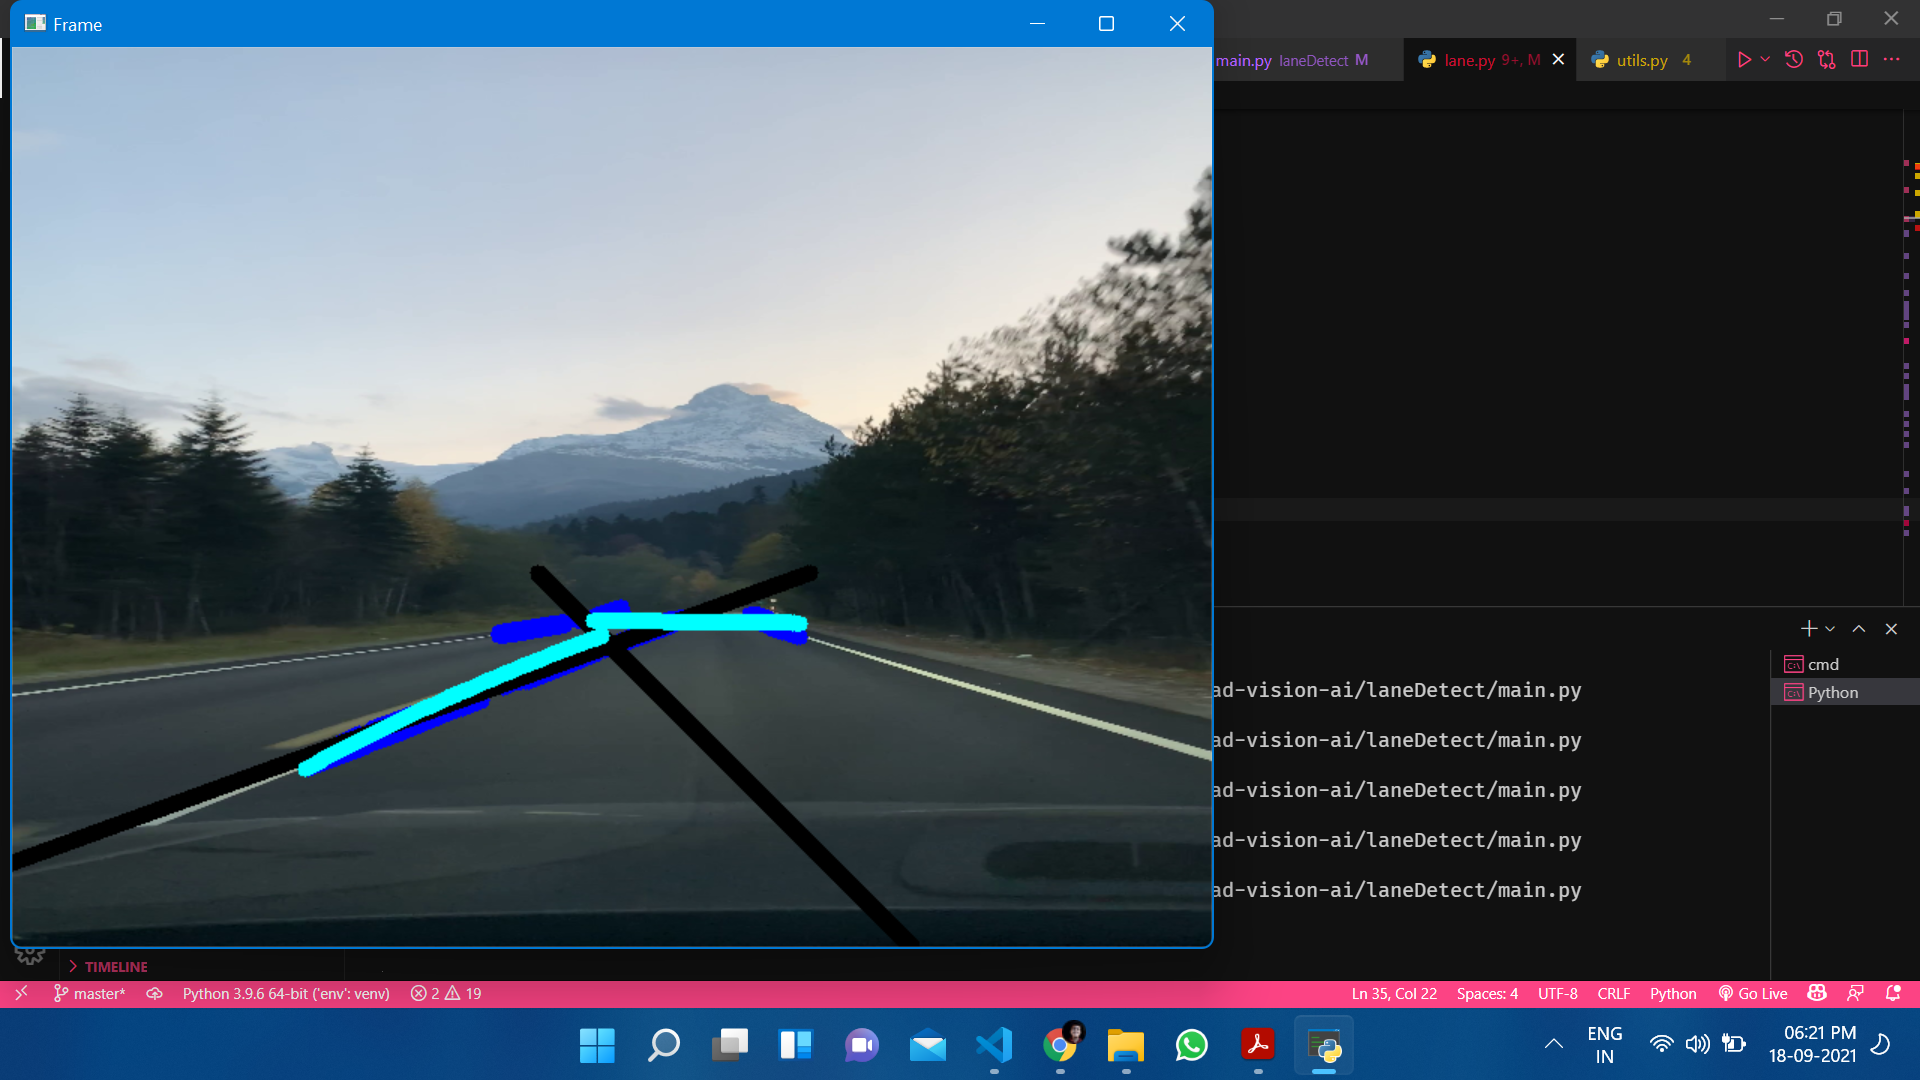 Frame
main.py laneDetect M
lane.py 9+, M
utils.py 4
cmd
Python
ad-vision-ai/laneDetect/main.py
ad-vision-ai/laneDetect/main.py
ad-vision-ai/laneDetect/main.py
ad-vision-ai/laneDetect/main.py
ad-vision-ai/laneDetect/main.py
TIMELINE
master* Python 3.9.6 64-bit ('env': venv) 2 19 Ln 35, Col 22 Spaces: 4 UTF-8 CRLF Python Go Live
ENG
IN
06:21 PM
18-09-2021